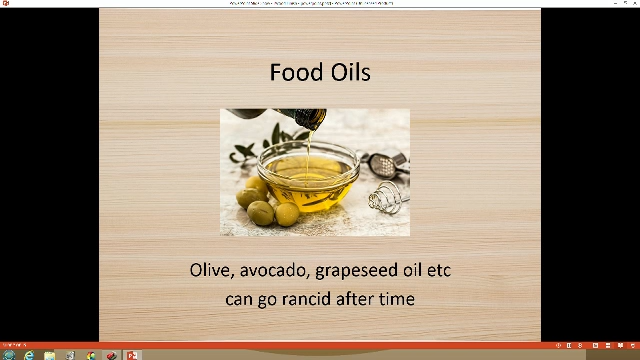 Food Oils
Olive, avocado, grapeseed oil etc
can go rancid after time